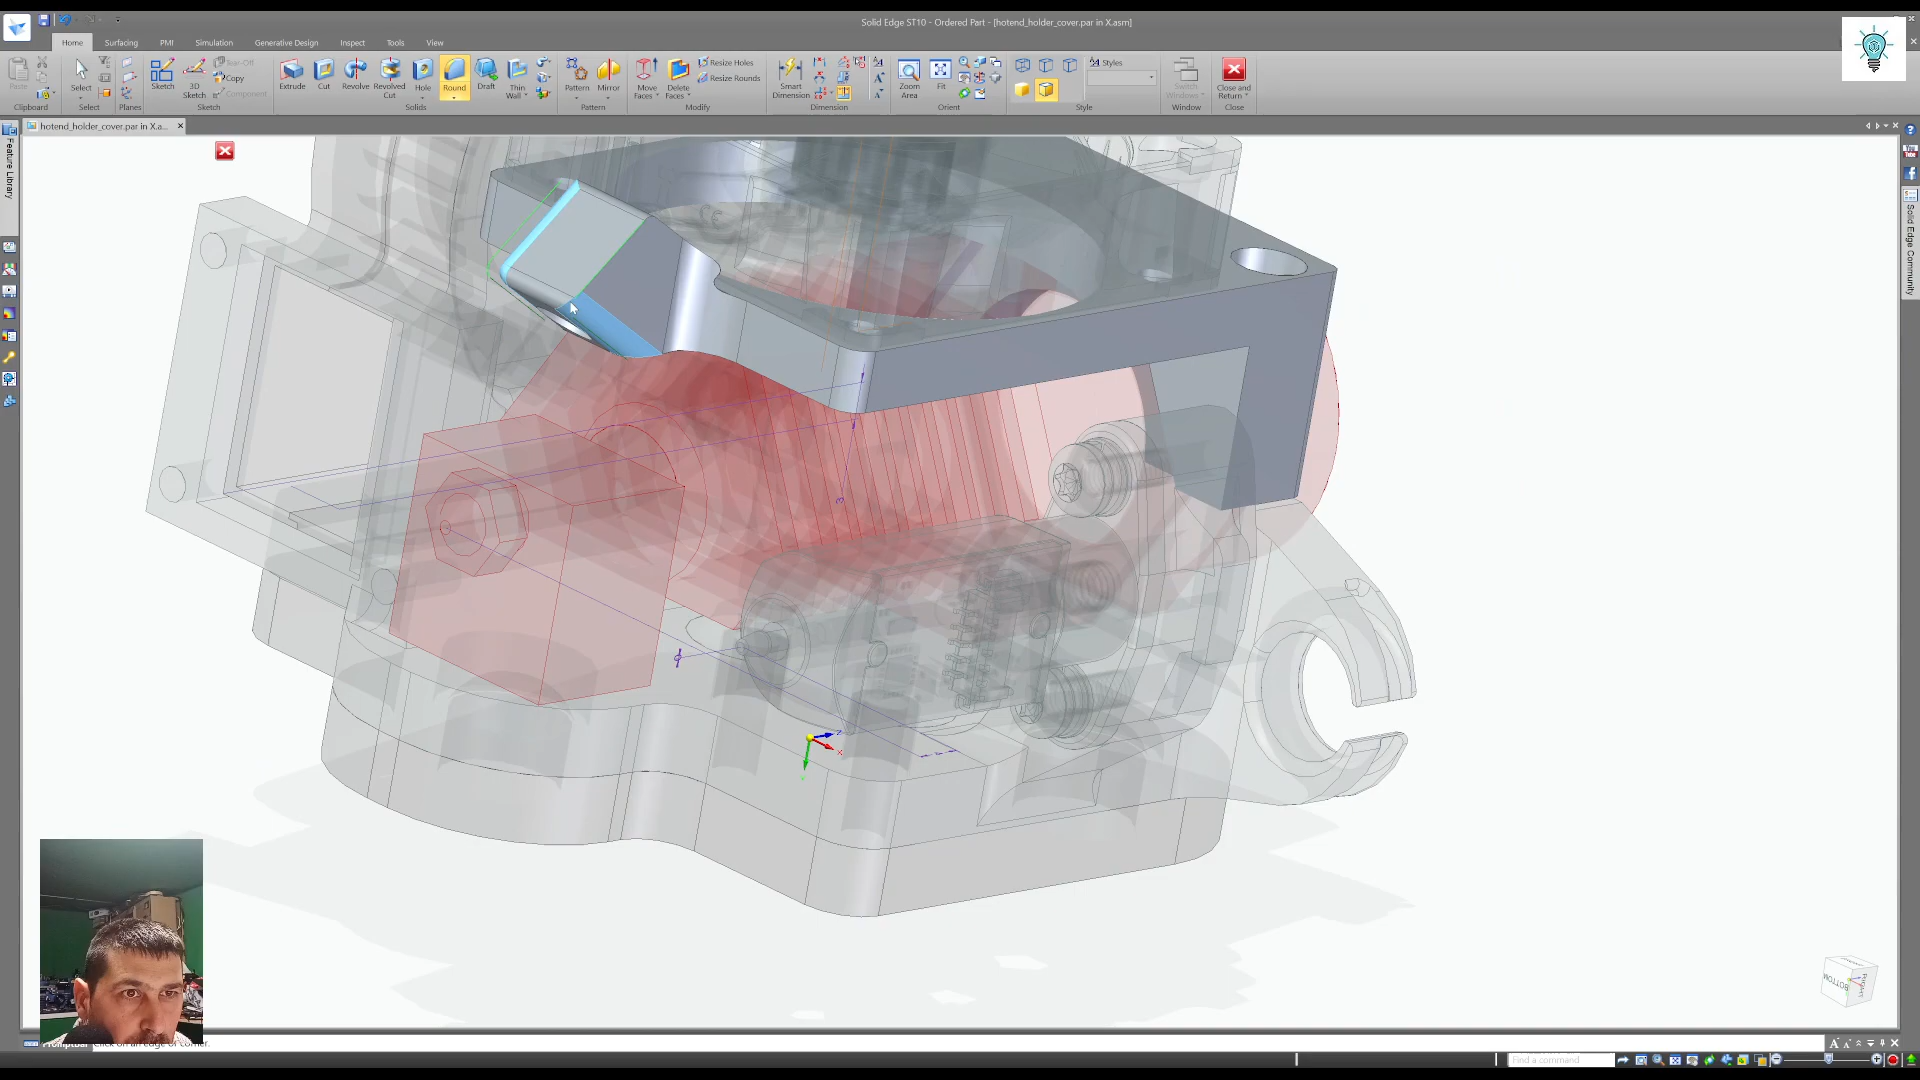 Solid Edge ST10 - Ordered Part - [hotend_holder_cover.par in X.asm]
Home Surfacing PMI Simulation Generative Design Inspect Tools View
Paste Select Sketch 3D Sketch Tear-Off Copy Component Extrude Cut Revolve Revolved Cut Hole Round Draft Thin Wall Pattern Mirror Move Faces Delete Faces Resize Holes Resize Rounds Smart Dimension Zoom Area Fit Styles Switch Windows Close and Return
Clipboard Select Planes Sketch Solids Pattern Modify Dimension Orient Style Window Close
hotend_holder_cover.par in X.a...
Feature Library
Solid Edge Community
BOTTOM
RIGHT
PromptBar Click on an edge or corner.
Find a command